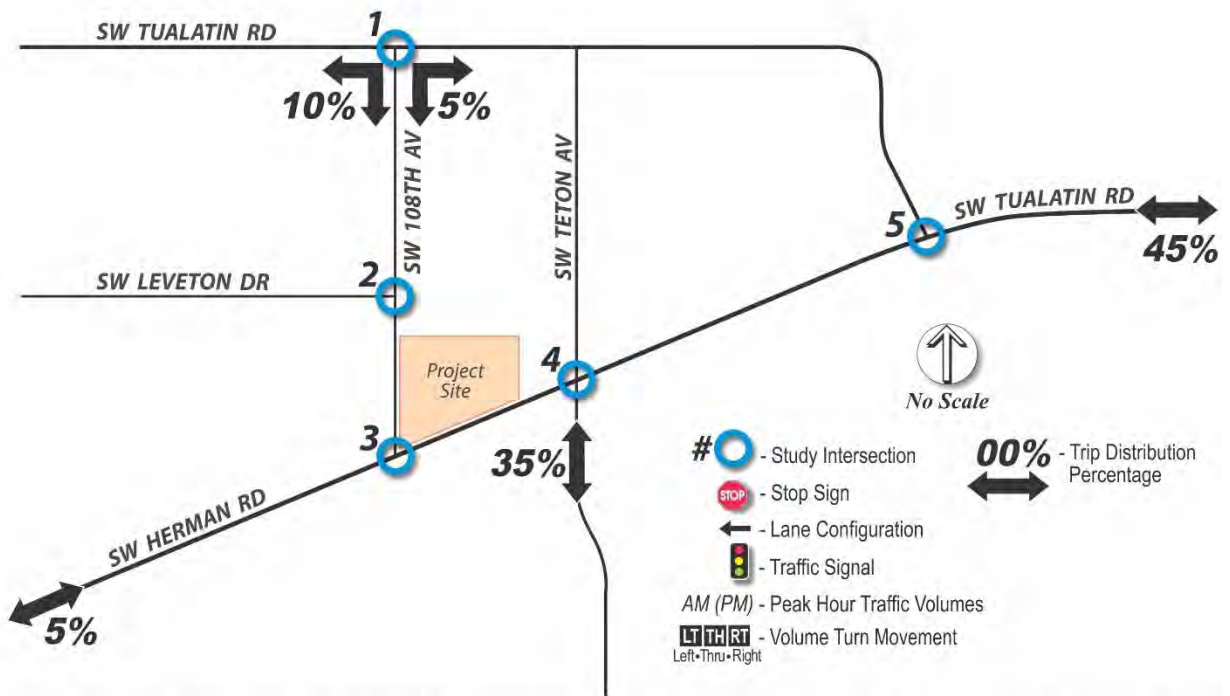 SW TUALATIN RD
1
10%
5%
SW 108TH AV
SW TETON AV
5
SW TUALATIN RD
45%
2
SW LEVETON DR
Project
Site
4
No Scale
3
35%
SW HERMAN RD
5%
# - Study Intersection
STOP - Stop Sign
- Lane Configuration
- Traffic Signal
AM (PM) - Peak Hour Traffic Volumes
LT TH RT - Volume Turn Movement
Left•Thru•Right
00% - Trip Distribution
Percentage